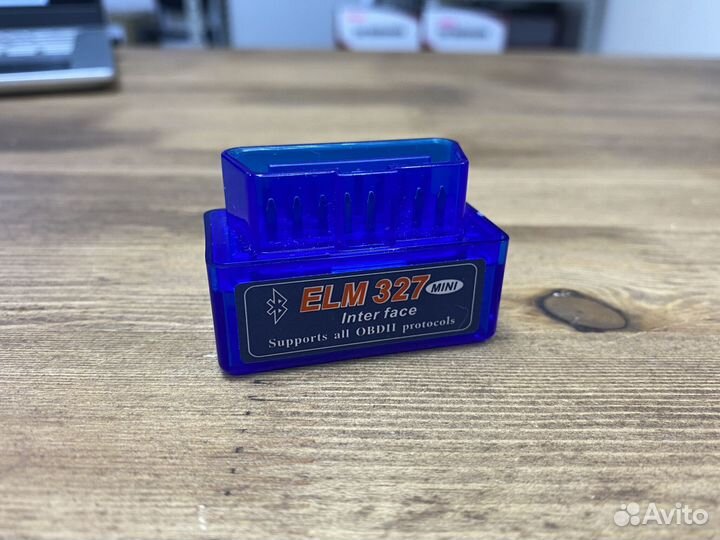 ELM 327 MINI
Inter face
Supports all OBDII protocols
Avito